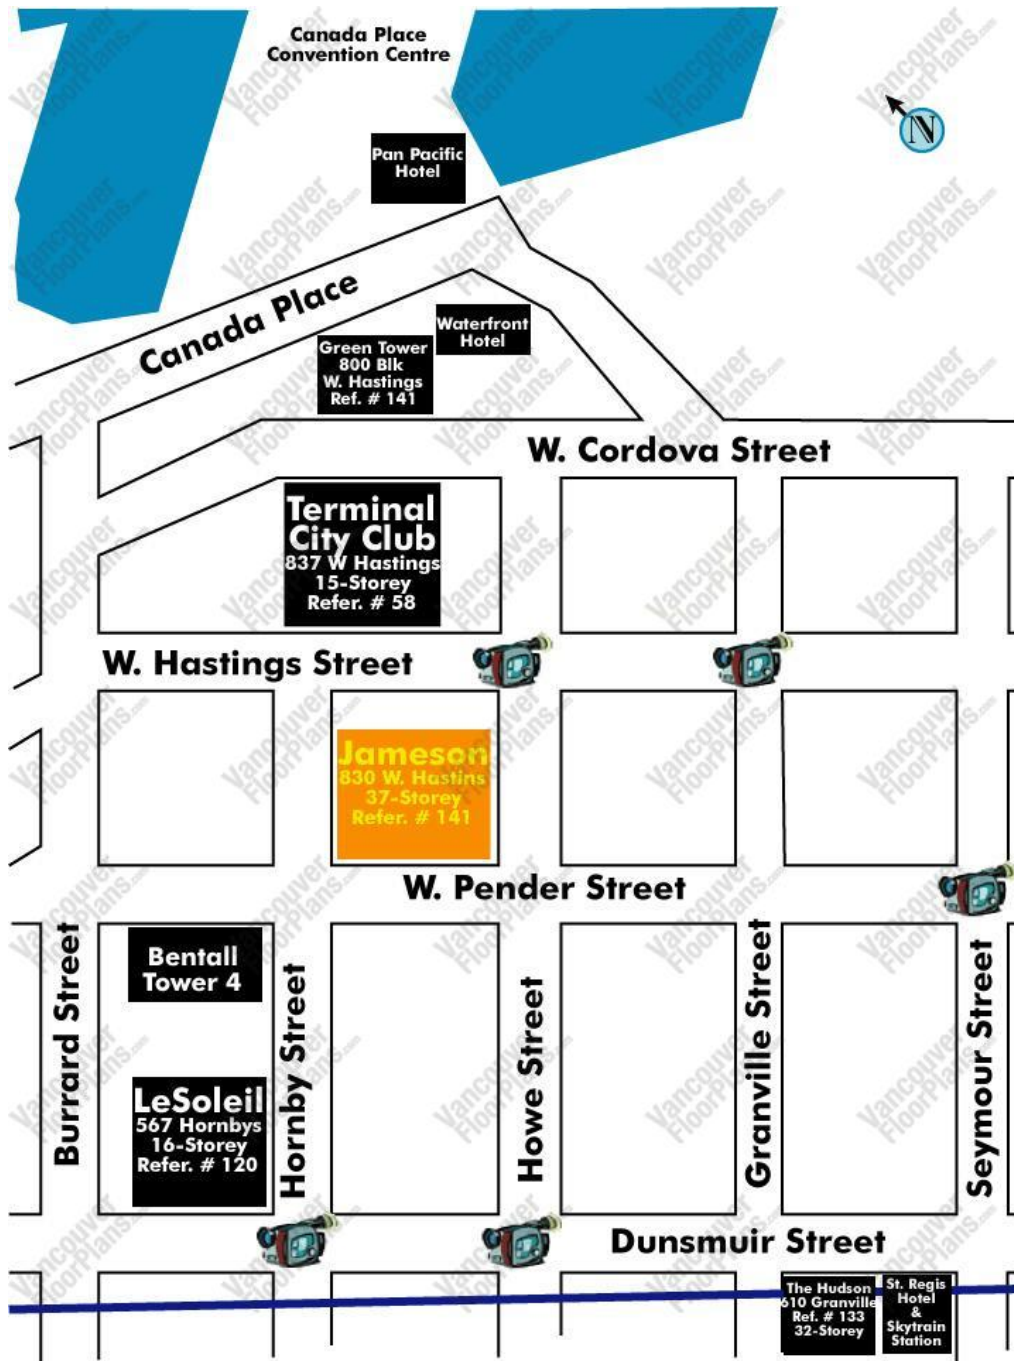 Canada Place
Convention Centre
N
Pan Pacific
Hotel
Canada Place
Waterfront
Hotel
Green Tower
800 Blk
W. Hastings
Ref. # 141
W. Cordova Street
Terminal
City Club
837 W Hastings
15-Storey
Refer. # 58
W. Hastings Street
Jameson
830 W. Hastins
37-Storey
Refer. # 141
W. Pender Street
Burrard Street
Bentall
Tower 4
LeSoleil
567 Hornbys
16-Storey
Refer. # 120
Hornby Street
Howe Street
Granville Street
Seymour Street
Dunsmuir Street
The Hudson
610 Granville
Ref. # 133
32-Storey
St. Regis
Hotel
&
Skytrain
Station
Vancouver
FloorPlans.com